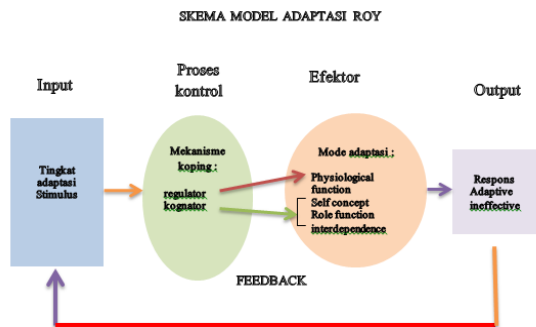 SKEMA MODEL ADAPTASI ROY
Input
Proses
kontrol
Efektor
Output
Tingkat
adaptasi
Stimulus
Mekanisme
koping :
regulator
kognator
Mode adaptasi :
Physiological
function
Self concept
Role function
interdependence
Respons
Adaptive
ineffective
FEEDBACK